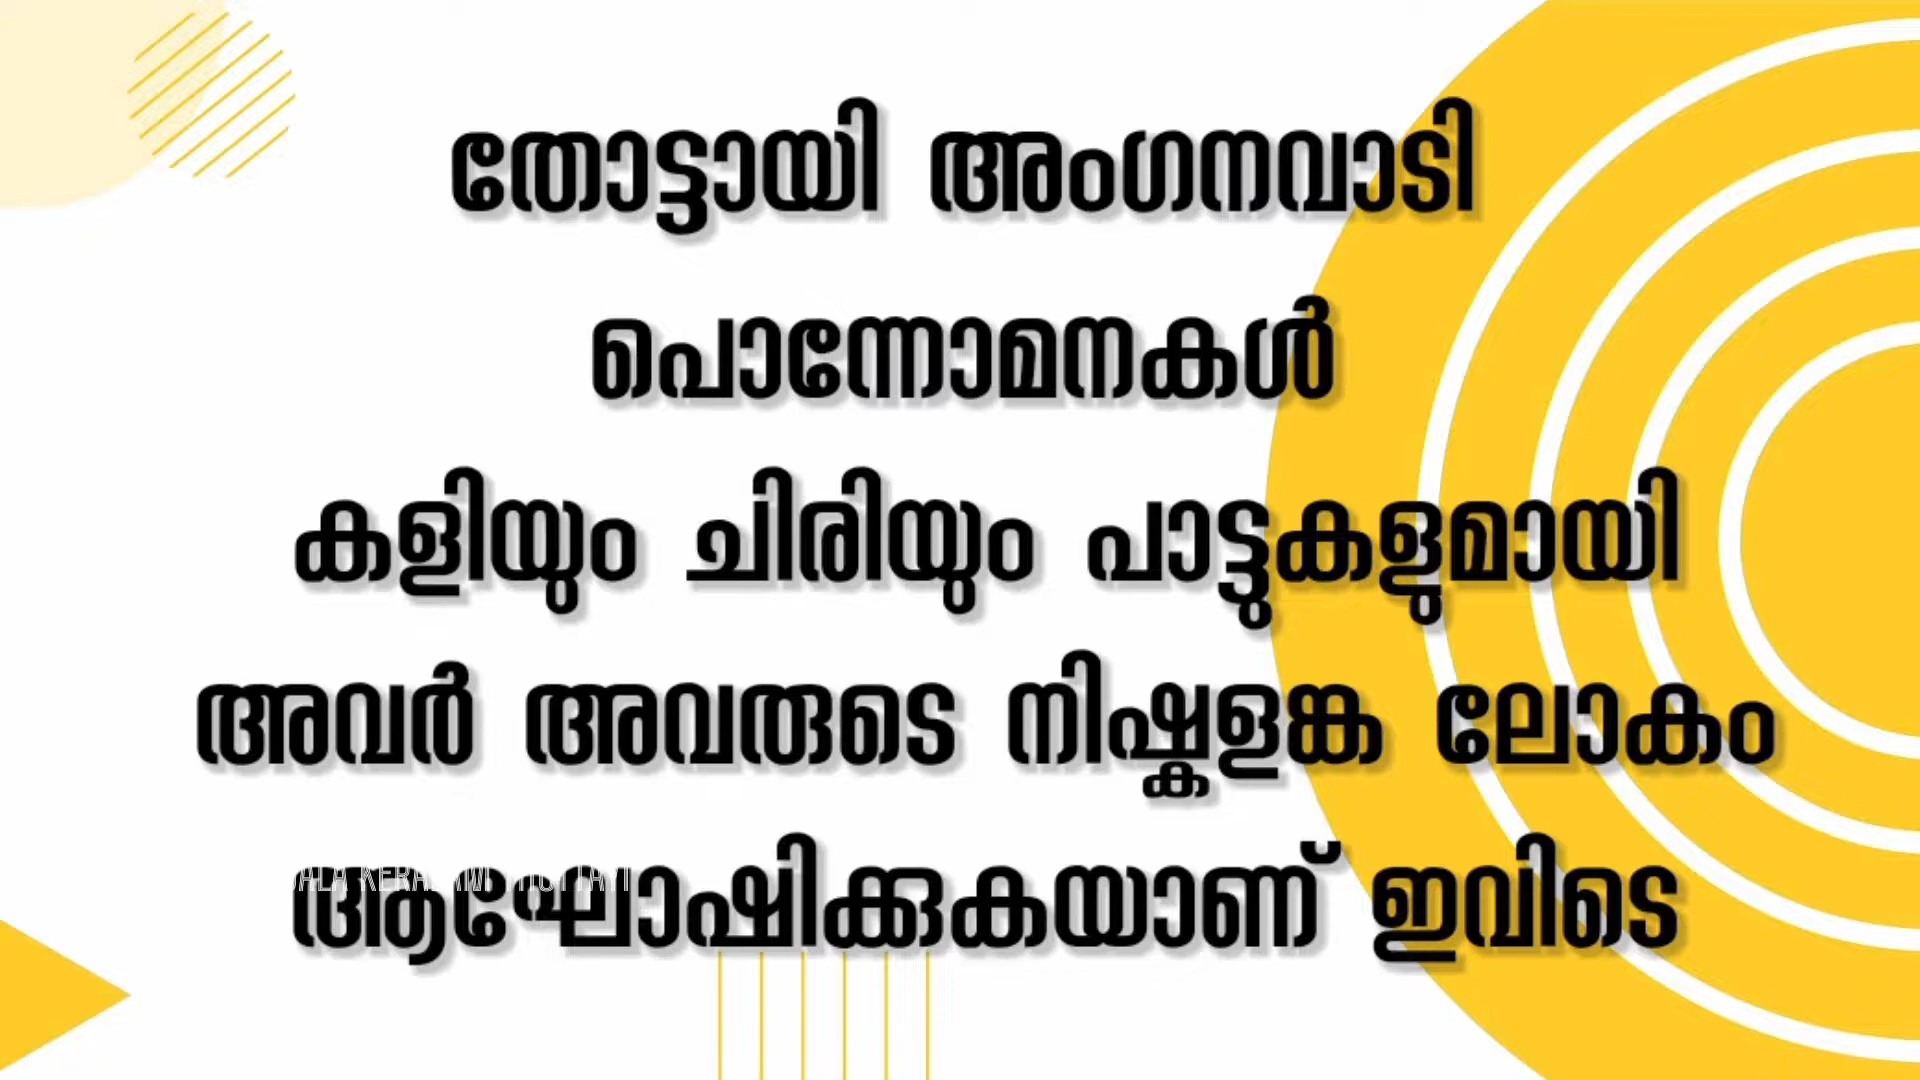 തോട്ടായി അംഗനവാടി
പൊന്നോമനകൾ
കളിയും ചിരിയും പാട്ടുകളുമായി
അവർ അവരുടെ നിഷ്കളങ്ക ലോകം
ആഘോഷിക്കുകയാണ് ഇവിടെ